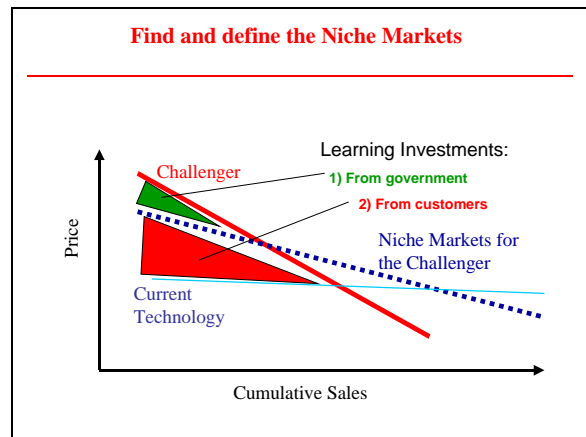 Find and define the Niche Markets
Learning Investments:
Challenger
1) From government
2) From customers
Niche Markets for
the Challenger
Price
Current
Technology
Cumulative Sales